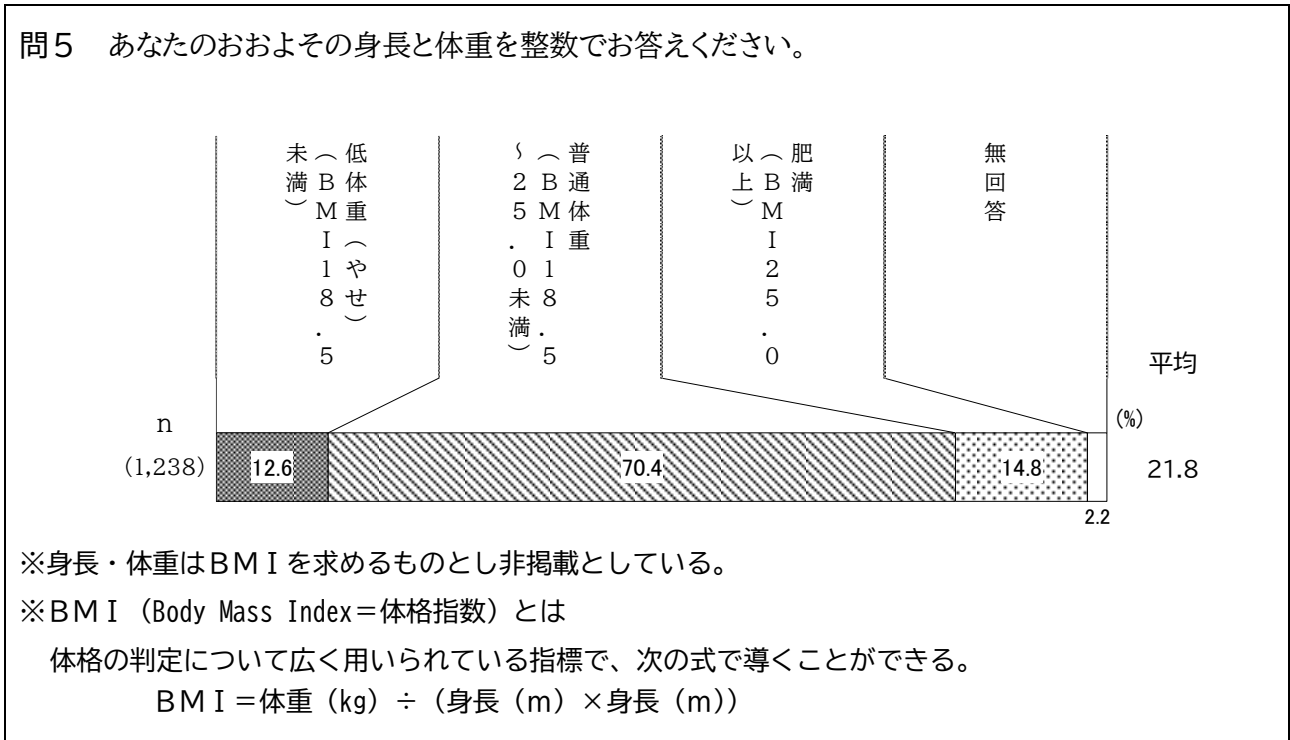 問5 あなたのおおよその身長と体重を整数でお答えください。
低体重（やせ）
（ＢＭＩ１８．５
未満）
普通体重
（ＢＭＩ１８．５
～２５．０未満）
肥満
（ＢＭＩ２５．０
以上）
無回答
平均
n
(%)
(1,238)
12.6
70.4
14.8
21.8
2.2
※身長・体重はＢＭＩを求めるものとし非掲載としている。
※ＢＭＩ（Body Mass Index＝体格指数）とは
体格の判定について広く用いられている指標で、次の式で導くことができる。
ＢＭＩ＝体重（kg）÷（身長（m）×身長（m））